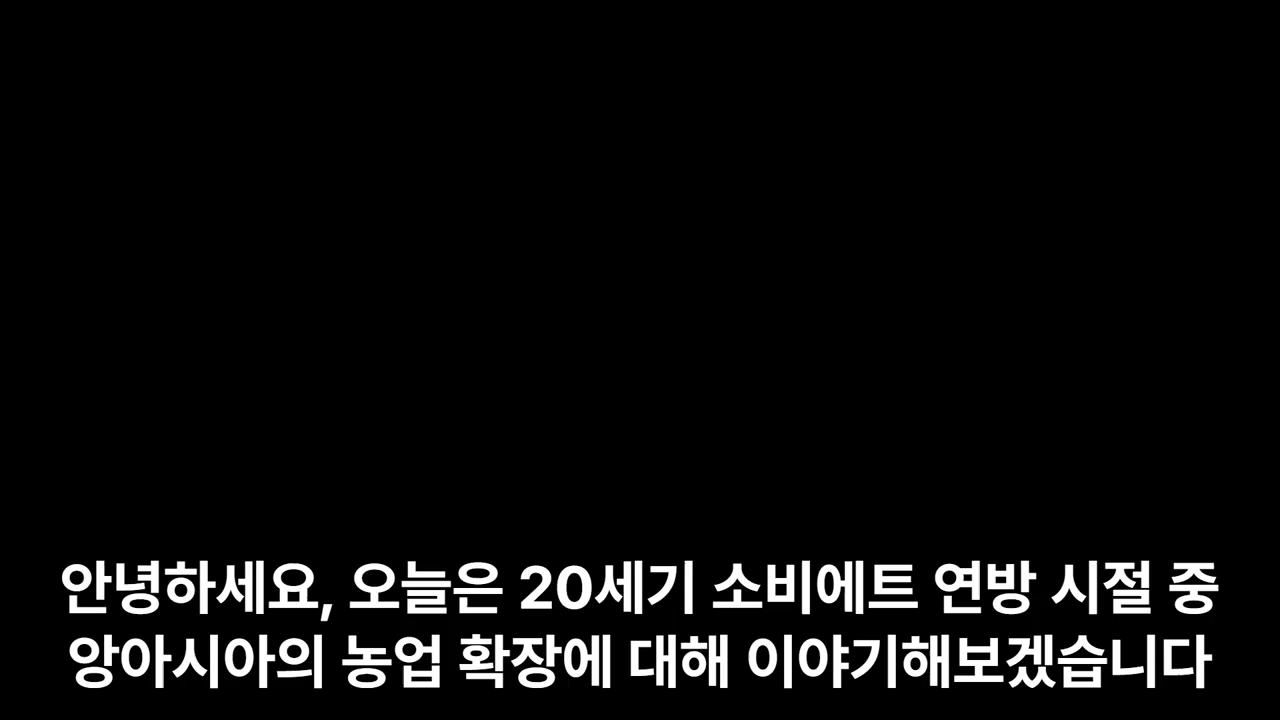 안녕하세요, 오늘은 20세기 소비에트 연방 시절 중
앙아시아의 농업 확장에 대해 이야기해보겠습니다